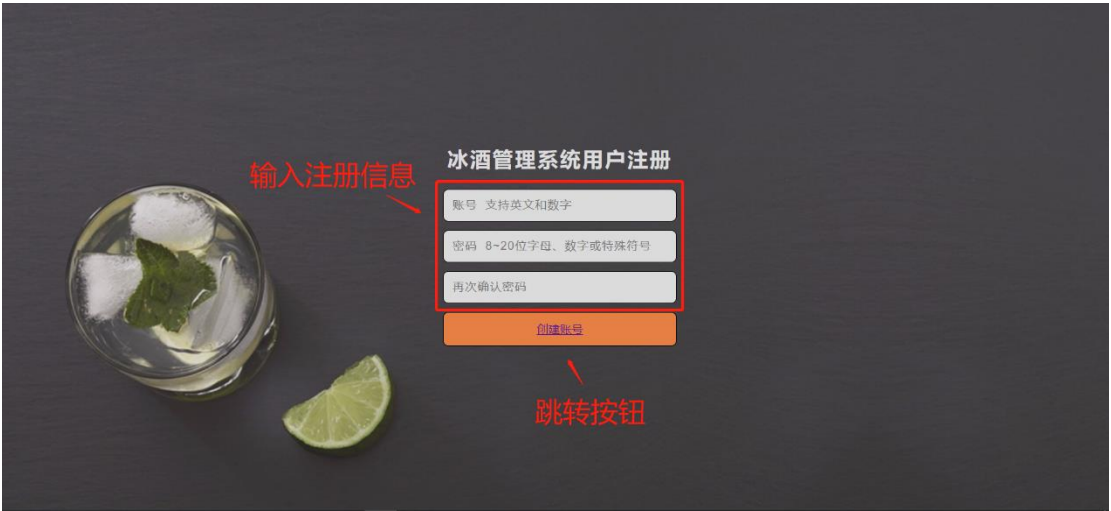 冰酒管理系统用户注册
输入注册信息
账号 支持英文和数字
密码 8~20位字母、数字或特殊符号
再次确认密码
创建账号
跳转按钮